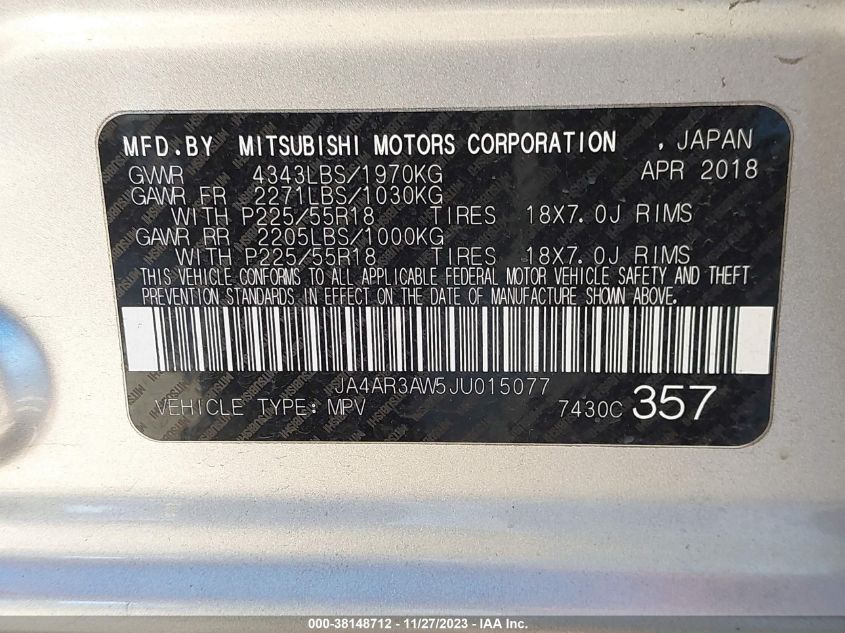 MFD.BY MITSUBISHI MOTORS CORPORATION , JAPAN
GVWR 4343LBS/1970KG APR 2018
GAWR FR 2271LBS/1030KG
WITH P225/55R18 TIRES 18X7.0J RIMS
GAWR RR 2205LBS/1000KG
WITH P225/55R18 TIRES 18X7.0J RIMS
THIS VEHICLE CONFORMS TO ALL APPLICABLE FEDERAL MOTOR VEHICLE SAFETY AND THEFT
PREVENTION STANDARDS IN EFFECT ON THE DATE OF MANUFACTURE SHOWN ABOVE.
JA4AR3AW5JU015077
VEHICLE TYPE: MPV 7430C 357
000-38148712 - 11/27/2023 - IAAI.COM